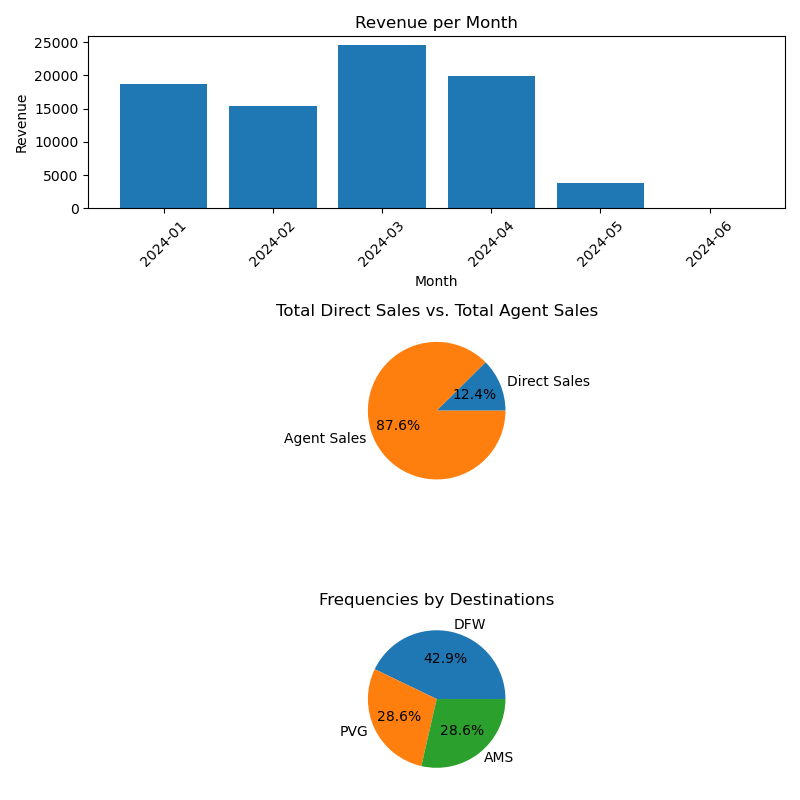 Revenue per Month
25000
20000
15000
10000
5000
0
Revenue
2024-01
2024-02
2024-03
2024-04
2024-05
2024-06
Month
Total Direct Sales vs. Total Agent Sales
Direct Sales
12.4%
87.6%
Agent Sales
Frequencies by Destinations
DFW
42.9%
28.6%
PVG
28.6%
AMS